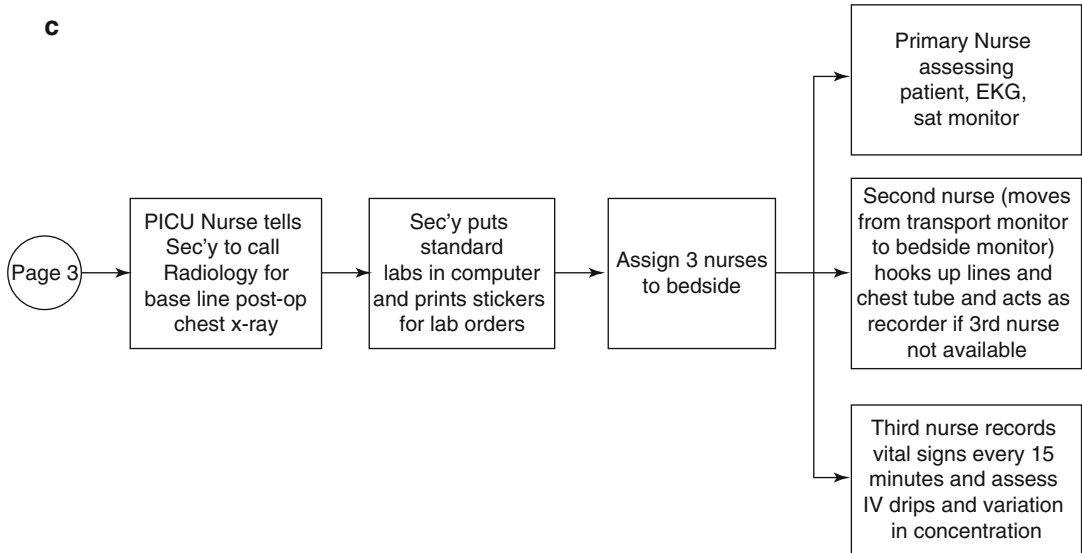 c
Page 3
PICU Nurse tells
Sec'y to call
Radiology for
base line post-op
chest x-ray
Sec'y puts
standard
labs in computer
and prints stickers
for lab orders
Assign 3 nurses
to bedside
Primary Nurse
assessing
patient, EKG,
sat monitor
Second nurse (moves
from transport monitor
to bedside monitor)
hooks up lines and
chest tube and acts as
recorder if 3rd nurse
not available
Third nurse records
vital signs every 15
minutes and assess
IV drips and variation
in concentration